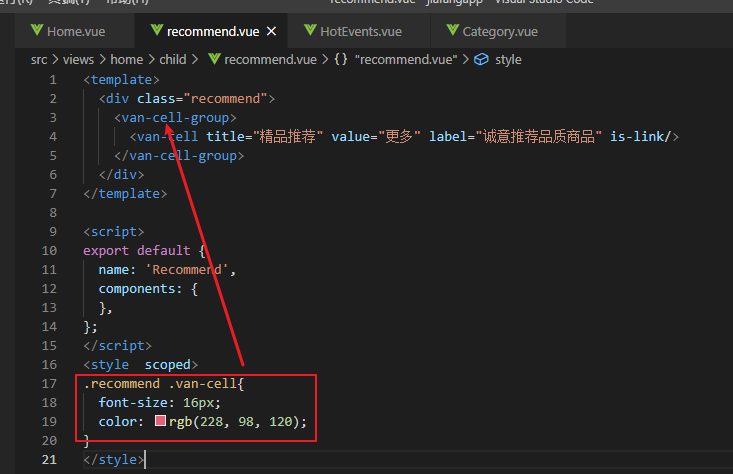 运行(R) 终端(T) 帮助(H) recommend.vue - jiafangapp - Visual Studio Code
Home.vue recommend.vue × HotEvents.vue Category.vue
src > views > home > child > recommend.vue > {} "recommend.vue" > style
1 <template>
2 <div class="recommend">
3 <van-cell-group>
4 <van-cell title="精品推荐" value="更多" label="诚意推荐品质商品" is-link/>
5 </van-cell-group>
6 </div>
7 </template>
8
9 <script>
10 export default {
11 name: 'Recommend',
12 components: {
13 },
14 };
15 </script>
16 <style  scoped>
17 .recommend .van-cell{
18 font-size: 16px;
19 color: rgb(228, 98, 120);
20 }
21 </style>